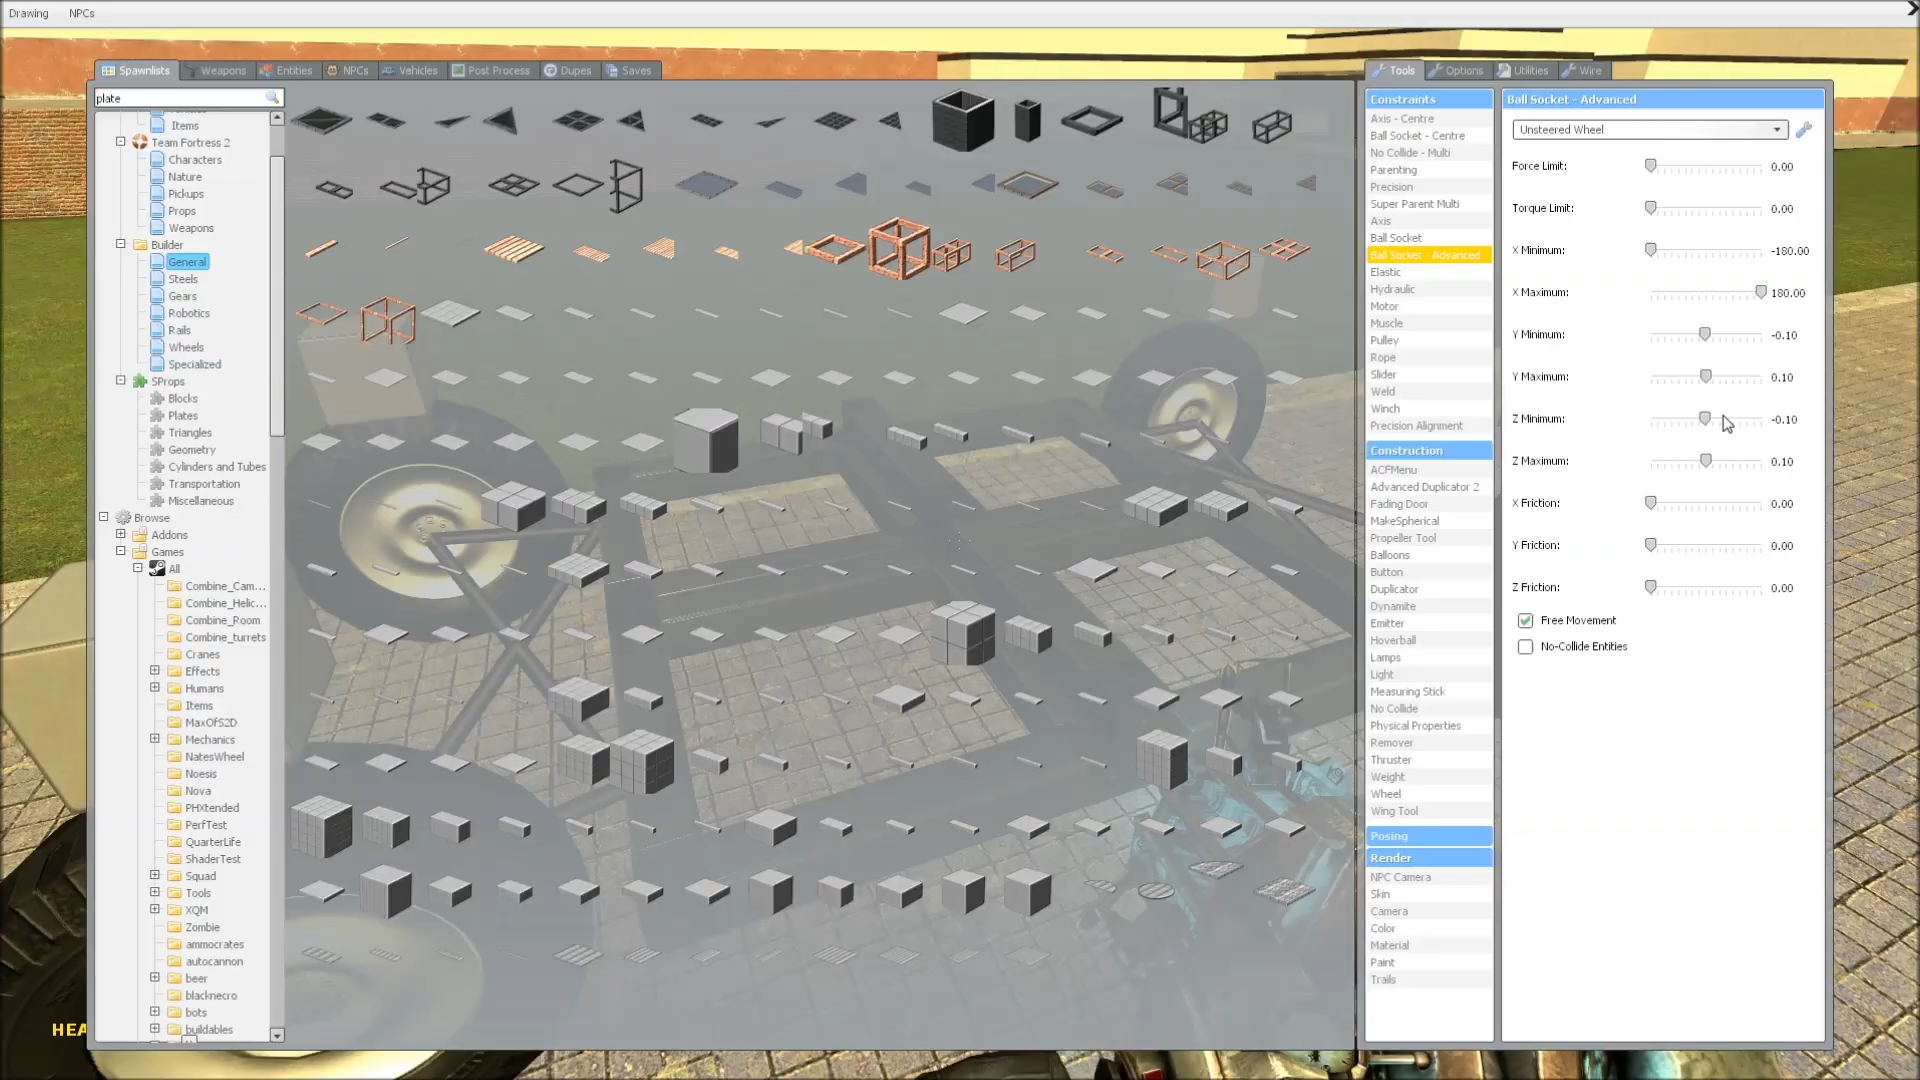 Drawing NPCs
Spawnlists Weapons Entities NPCs Vehicles Post Process Dupes Saves
plate
Items
Team Fortress 2
Characters
Nature
Pickups
Props
Weapons
Builder
General
Steels
Gears
Robotics
Rails
Wheels
Specialized
SProps
Blocks
Plates
Triangles
Geometry
Cylinders and Tubes
Transportation
Miscellaneous
Browse
Addons
Games
All
Combine_Cam...
Combine_Helic...
Combine_Room
Combine_turrets
Cranes
Effects
Humans
Items
MaxOfS2D
Mechanics
NatesWheel
Noesis
Nova
PHXtended
PerfTest
QuarterLife
ShaderTest
Squad
Tools
XQM
Zombie
ammocrates
autocannon
beer
blacknecro
bots
buildables
HEA
Tools Options Utilities Wire
Constraints
Axis - Centre
Ball Socket - Centre
No Collide - Multi
Parenting
Precision
Super Parent Multi
Axis
Ball Socket
Ball Socket - Advanced
Elastic
Hydraulic
Motor
Muscle
Pulley
Rope
Slider
Weld
Winch
Precision Alignment
Construction
ACFMenu
Advanced Duplicator 2
Fading Door
MakeSpherical
Propeller Tool
Balloons
Button
Duplicator
Dynamite
Emitter
Hoverball
Lamps
Light
Measuring Stick
No Collide
Physical Properties
Remover
Thruster
Weight
Wheel
Wing Tool
Posing
Render
NPC Camera
Skin
Camera
Color
Material
Paint
Trails
Ball Socket - Advanced
Unsteered Wheel
Force Limit: 0.00
Torque Limit: 0.00
X Minimum: -180.00
X Maximum: 180.00
Y Minimum: -0.10
Y Maximum: 0.10
Z Minimum: -0.10
Z Maximum: 0.10
X Friction: 0.00
Y Friction: 0.00
Z Friction: 0.00
Free Movement
No-Collide Entities